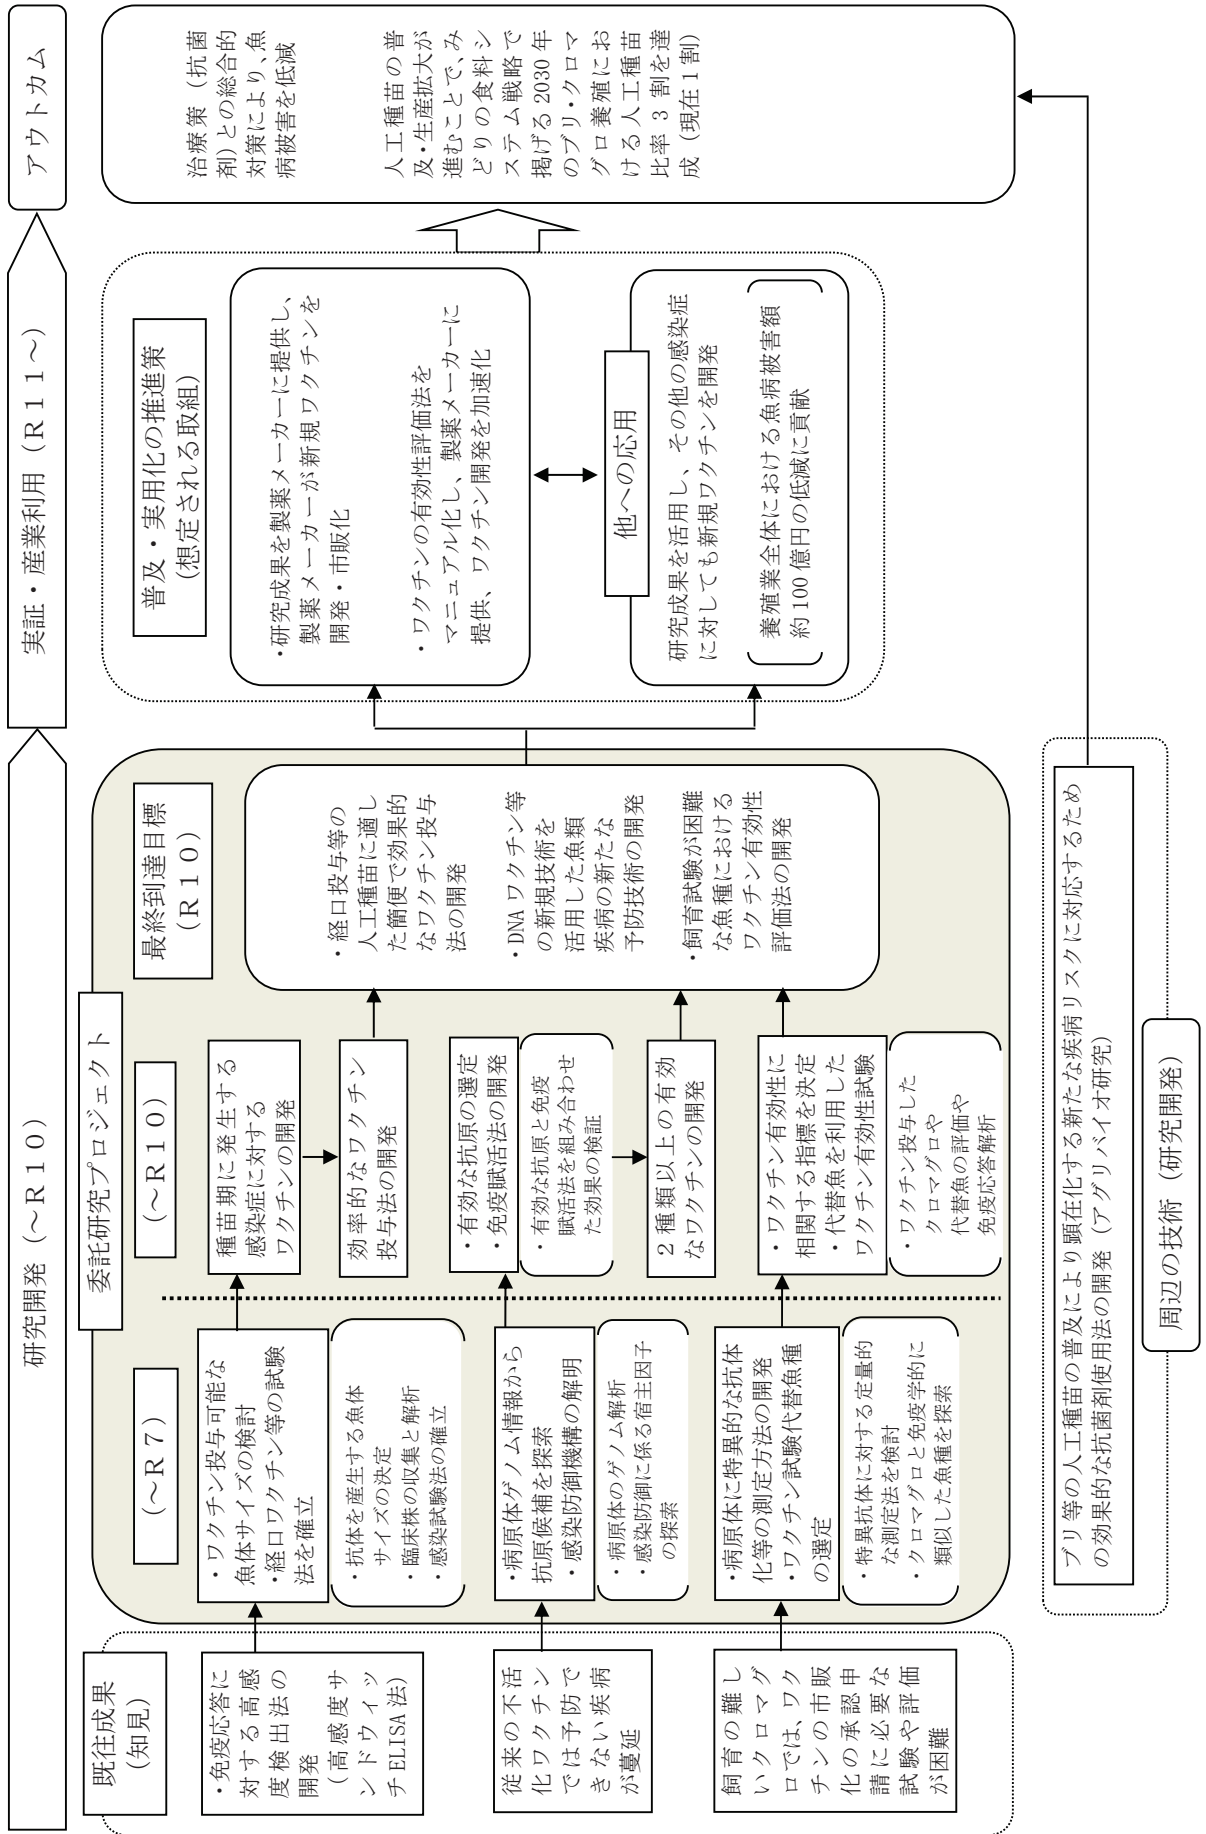 研究開発（～Ｒ１０）
実証・産業利用（Ｒ１１～）
アウトカム
既往成果
（知見）
・免疫応答に
対する高感
度検出法の
開発
（高感度サ
ンドウィッ
チELISA法）
従来の不活
化ワクチン
では予防で
きない疾病
が蔓延
飼育の難し
いクロマグ
ロでは、ワク
チンの市販
化の承認申
請に必要な
試験や評価
が困難
委託研究プロジェクト
（～Ｒ７）
・ワクチン投与可能な
魚体サイズの検討
・経口ワクチン等の試験
法を確立
・抗体を産生する魚体
サイズの決定
・臨床株の収集と解析
・感染試験法の確立
・病原体ゲノム情報から
抗原候補を探索
・感染防御機構の解明
・病原体のゲノム解析
・感染防御に係る宿主因子
の探索
・病原体に特異的な抗体
化等の測定方法の開発
・ワクチン試験代替魚種
の選定
・特異抗体に対する定量的
な測定法を検討
・クロマグロと免疫学的に
類似した魚種を探索
（～Ｒ１０）
種苗期に発生する
感染症に対する
ワクチンの開発
効率的なワクチン
投与法の開発
・有効な抗原の選定
・免疫賦活法の開発
・有効な抗原と免疫
賦活法を組み合わせ
た効果の検証
２種類以上の有効
なワクチンの開発
・ワクチン有効性に
相関する指標を決定
・代替魚を利用した
ワクチン有効性試験
・ワクチン投与した
クロマグロや
代替魚の評価や
免疫応答解析
最終到達目標
（Ｒ１０）
・経口投与等の
人工種苗に適し
た簡便で効果的
なワクチン投与
法の開発
・DNAワクチン等
の新規技術を
活用した魚類
疾病の新たな
予防技術の開発
・飼育試験が困難
な魚種における
ワクチン有効性
評価法の開発
普及・実用化の推進策
（想定される取組）
・研究成果を製薬メーカーに提供し、
製薬メーカーが新規ワクチンを
開発・市販化
・ワクチンの有効性評価法を
マニュアル化し、製薬メーカーに
提供、ワクチン開発を加速化
他への応用
研究成果を活用し、その他の感染症
に対しても新規ワクチンを開発
養殖業全体における魚病被害額
約100億円の低減に貢献
治療策（抗菌
剤）との総合的
対策により、魚
病被害を低減
人工種苗の普
及・生産拡大が
進むことで、み
どりの食料シ
ステム戦略で
掲げる2030年
のブリ・クロマ
グロ養殖にお
ける人工種苗
比率３割を達
成（現在１割）
ブリ等の人工種苗の普及により顕在化する新たな疾病リスクに対応するため
の効果的な抗菌剤使用法の開発（アグリバイオ研究）
周辺の技術（研究開発）